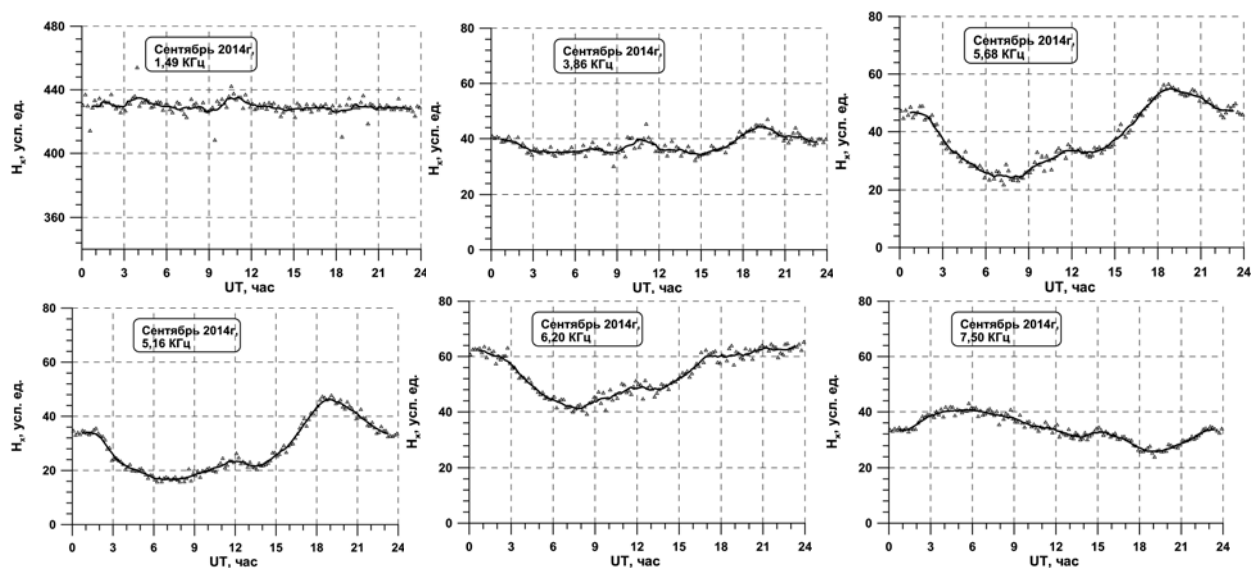 480
440
400
360
Hx, усл. ед.
Сентябрь 2014г,
1,49 КГц
0 3 6 9 12 15 18 21 24
UT, час
80
60
40
20
0
Hx, усл. ед.
Сентябрь 2014г,
3,86 КГц
0 3 6 9 12 15 18 21 24
UT, час
80
60
40
20
0
Hx, усл. ед.
Сентябрь 2014г,
5,68 КГц
0 3 6 9 12 15 18 21 24
UT, час
80
60
40
20
0
Hx, усл. ед.
Сентябрь 2014г,
5,16 КГц
0 3 6 9 12 15 18 21 24
UT, час
80
60
40
20
0
Hx, усл. ед.
Сентябрь 2014г,
6,20 КГц
0 3 6 9 12 15 18 21 24
UT, час
80
60
40
20
0
Hx, усл. ед.
Сентябрь 2014г,
7,50 КГц
0 3 6 9 12 15 18 21 24
UT, час